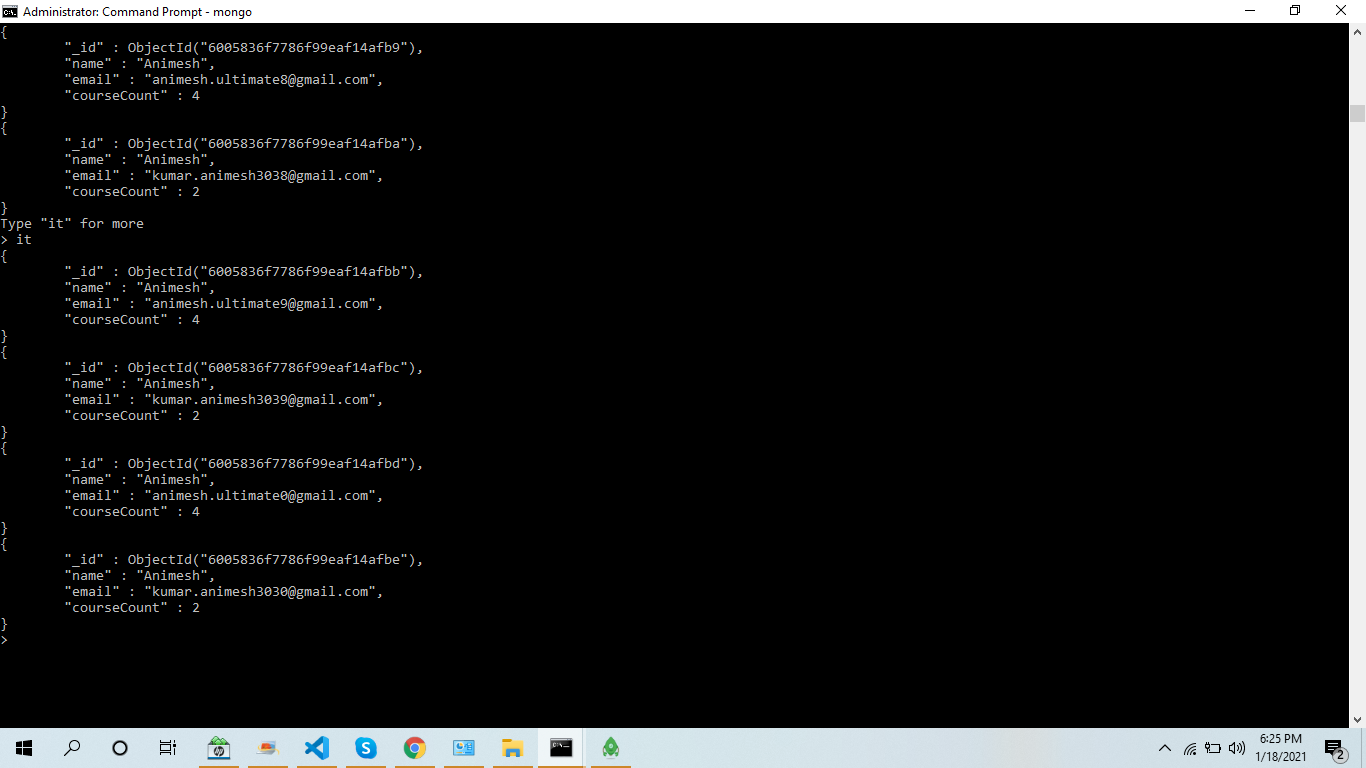 Administrator: Command Prompt - mongo
{
"_id" : ObjectId("6005836f7786f99eaf14afb9"),
"name" : "Animesh",
"email" : "animesh.ultimate8@gmail.com",
"courseCount" : 4
}
{
"_id" : ObjectId("6005836f7786f99eaf14afba"),
"name" : "Animesh",
"email" : "kumar.animesh3038@gmail.com",
"courseCount" : 2
}
Type "it" for more
> it
{
"_id" : ObjectId("6005836f7786f99eaf14afbb"),
"name" : "Animesh",
"email" : "animesh.ultimate9@gmail.com",
"courseCount" : 4
}
{
"_id" : ObjectId("6005836f7786f99eaf14afbc"),
"name" : "Animesh",
"email" : "kumar.animesh3039@gmail.com",
"courseCount" : 2
}
{
"_id" : ObjectId("6005836f7786f99eaf14afbd"),
"name" : "Animesh",
"email" : "animesh.ultimate0@gmail.com",
"courseCount" : 4
}
{
"_id" : ObjectId("6005836f7786f99eaf14afbe"),
"name" : "Animesh",
"email" : "kumar.animesh3030@gmail.com",
"courseCount" : 2
}
>
6:25 PM
1/18/2021
2